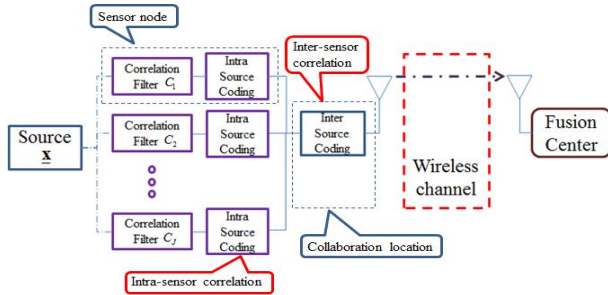 Sensor node
Correlation
Filter C1
Intra
Source
Coding
Inter-sensor
correlation
Source
x
Correlation
Filter C2
Intra
Source
Coding
Inter
Source
Coding
Wireless
channel
Fusion
Center
Correlation
Filter CJ
Intra
Source
Coding
Collaboration location
Intra-sensor correlation